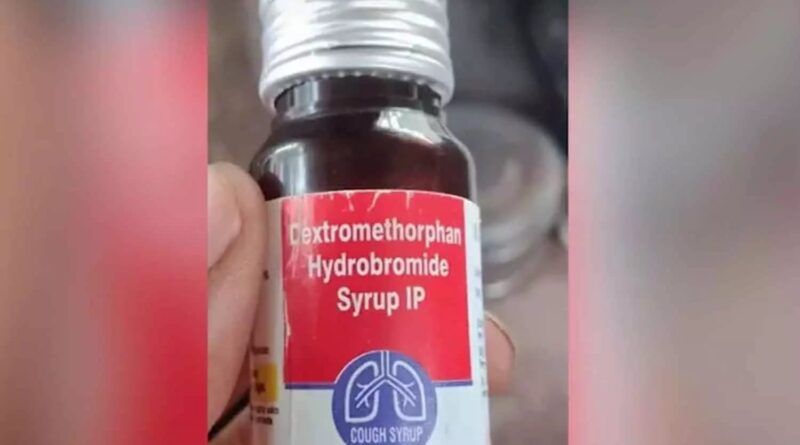 Dextromethorphan
Hydrobromide
Syrup IP
COUGH SYRUP